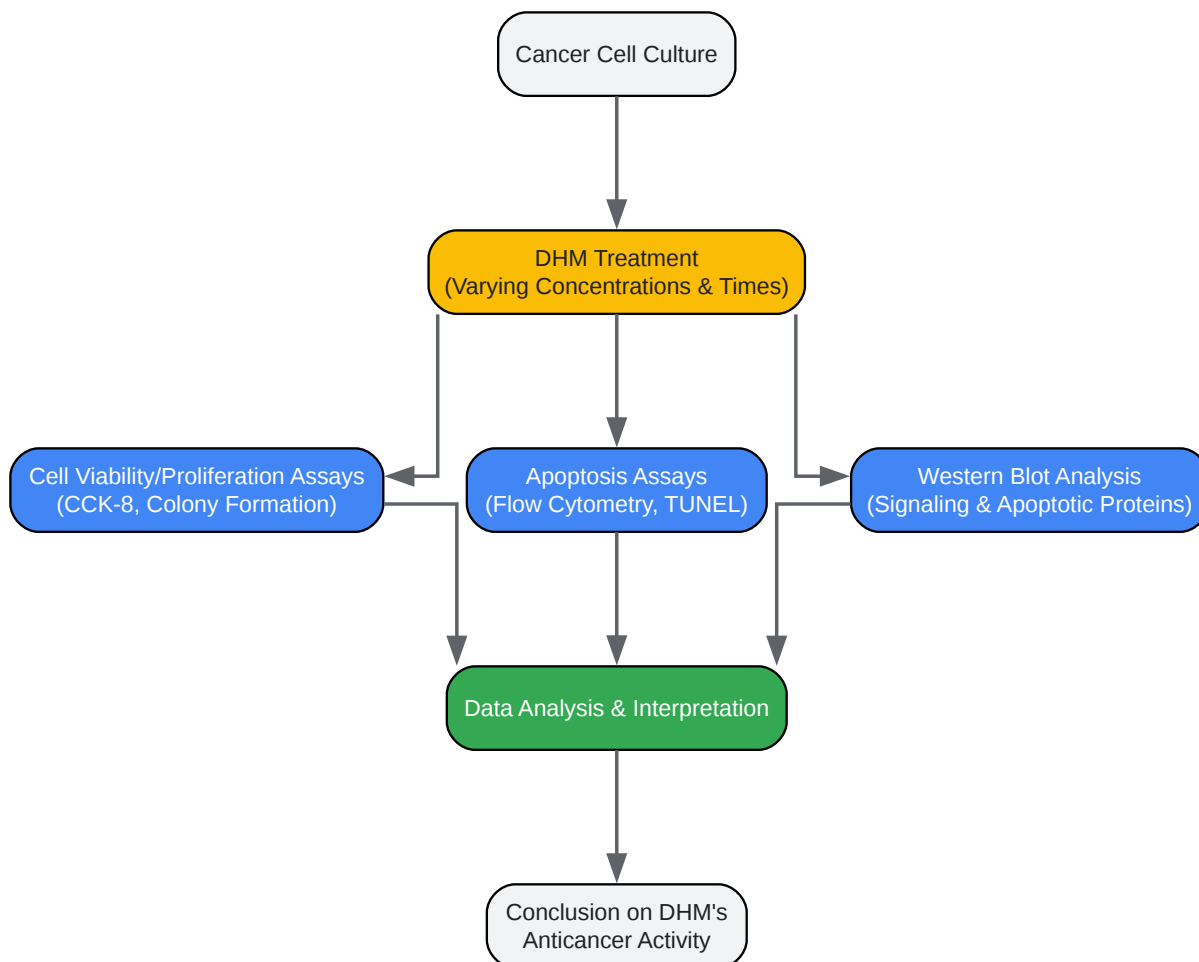 Cancer Cell Culture
DHM Treatment
(Varying Concentrations & Times)
Cell Viability/Proliferation Assays
(CCK-8, Colony Formation)
Apoptosis Assays
(Flow Cytometry, TUNEL)
Western Blot Analysis
(Signaling & Apoptotic Proteins)
Data Analysis & Interpretation
Conclusion on DHM's
Anticancer Activity